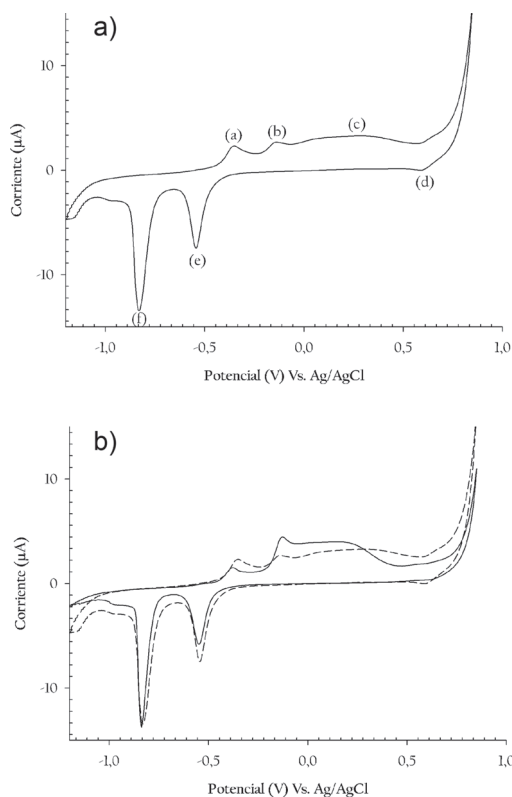 a)
10
(a)
(b)
(c)
Corriente (μA)
0
(d)
(e)
-10
(f)
-1,0
-0,5
0,0
0,5
1,0
Potencial (V) Vs. Ag/AgCl
b)
10
Corriente (μA)
0
-10
-1,0
-0,5
0,0
0,5
1,0
Potencial (V) Vs. Ag/AgCl